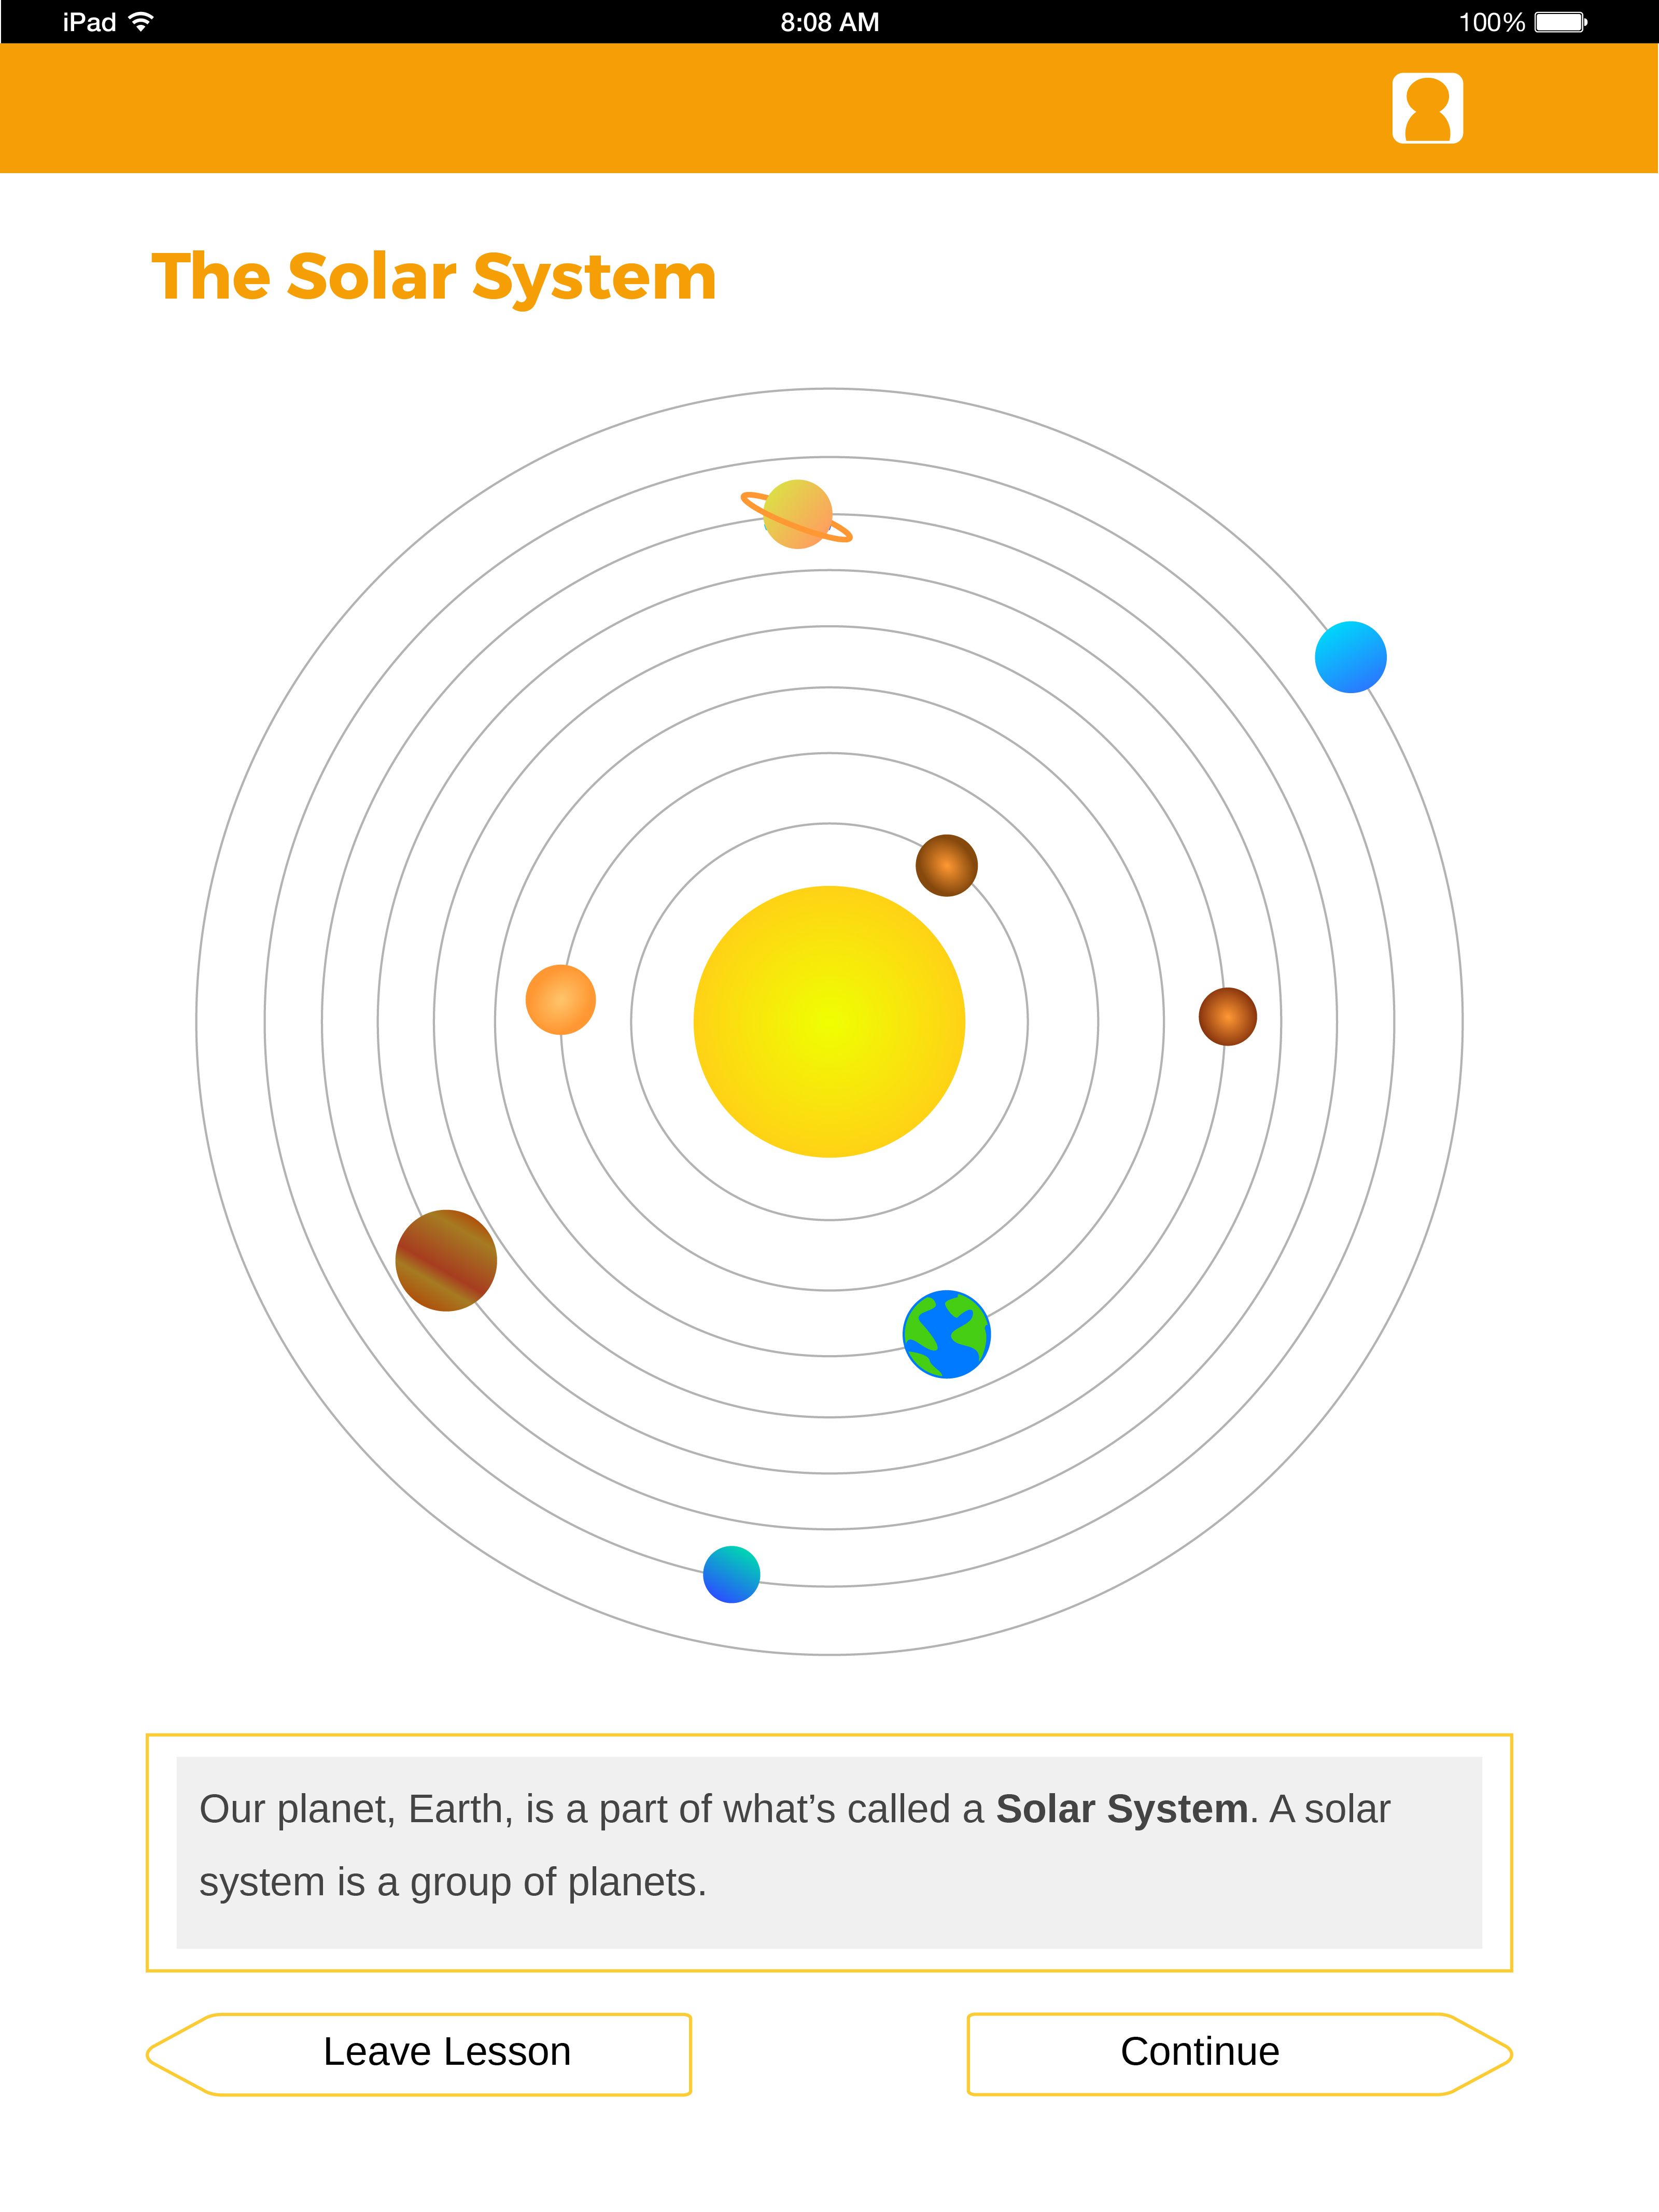 iPad 8:08 AM 100%
The Solar System
Our planet, Earth, is a part of what’s called a Solar System. A solar
system is a group of planets.
Leave Lesson Continue